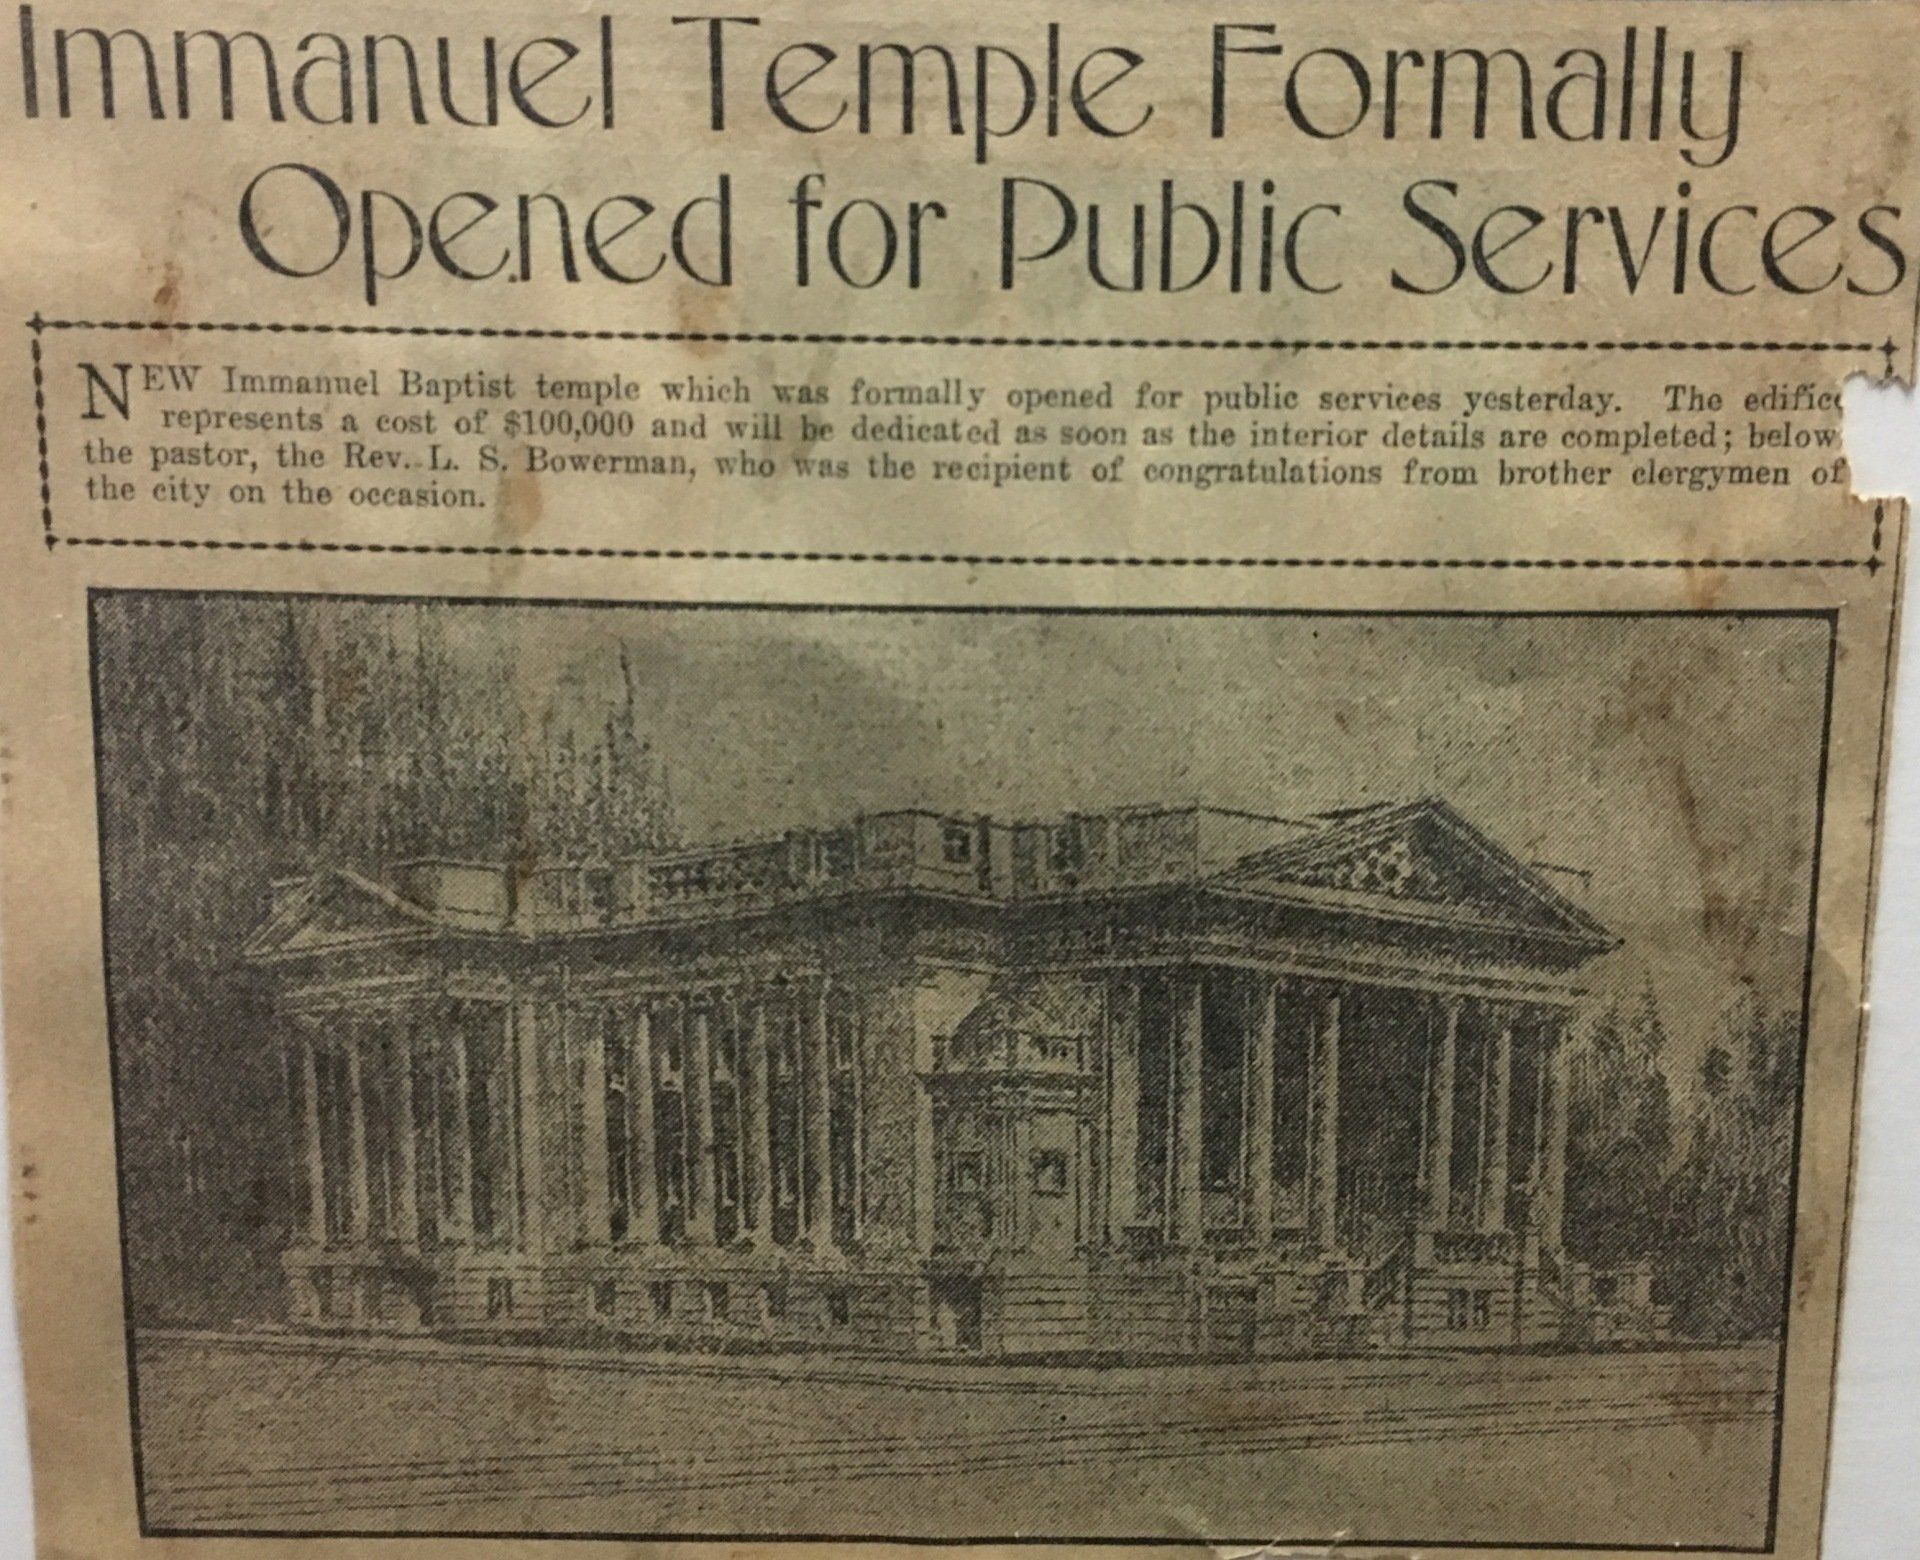 Immanuel Temple Formally
Opened for Public Services
NEW Immanuel Baptist temple which was formally opened for public services yesterday. The edifice
represents a cost of $100,000 and will be dedicated as soon as the interior details are completed; below
the pastor, the Rev. L. S. Bowerman, who was the recipient of congratulations from brother clergymen of
the city on the occasion.